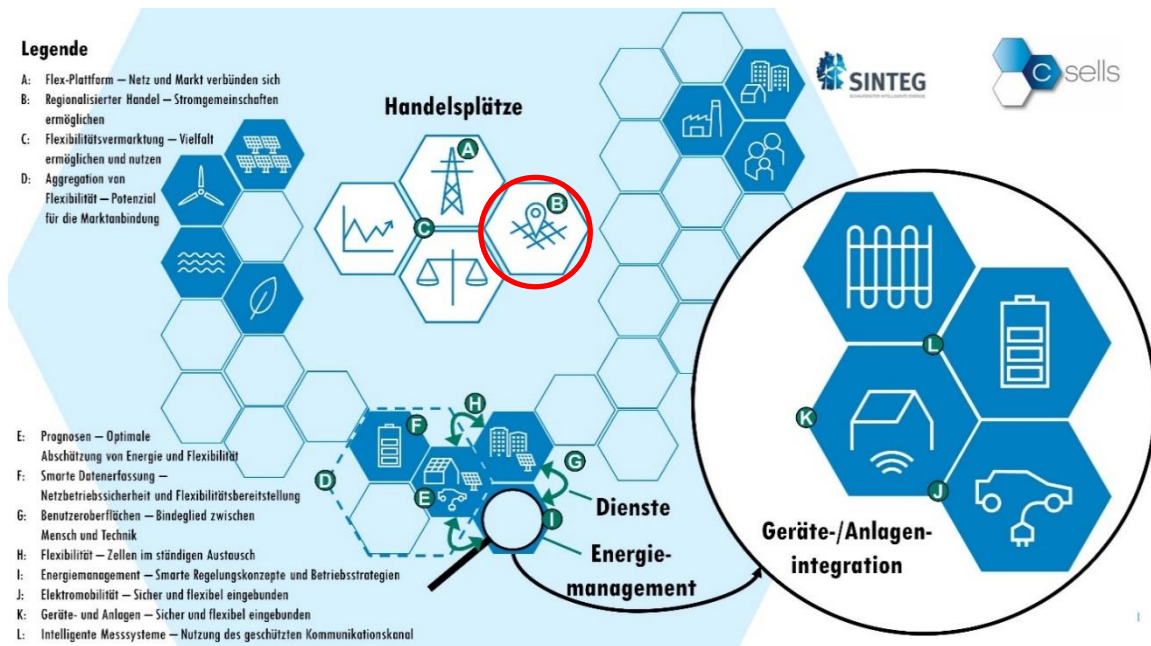 Legende
A: Flex-Plattform – Netz und Markt verbünden sich
B: Regionalisierter Handel – Stromgemeinschaften
ermöglichen
C: Flexibilitätsvermarktung – Vielfalt
ermöglichen und nutzen
D: Aggregation von
Flexibilität – Potenzial
für die Marktanbindung
Handelsplätze
A
B
C
SINTEG
SCHAUFENSTER INTELLIGENTE ENERGIE
C sells
E: Prognosen – Optimale
Abschätzung von Energie und Flexibilität
F: Smarte Datenerfassung –
Netzbetriebssicherheit und Flexibilitätsbereitstellung
G: Benutzeroberflächen – Bindeglied zwischen
Mensch und Technik
H: Flexibilität – Zellen im ständigen Austausch
I: Energiemanagement – Smarte Regelungskonzepte und Betriebsstrategien
J: Elektromobilität – Sicher und flexibel eingebunden
K: Geräte- und Anlagen – Sicher und flexibel eingebunden
L: Intelligente Messsysteme – Nutzung des geschützten Kommunikationskanal
H
F
G
D
E
I
Dienste
Energie-
management
L
K
J
Geräte-/Anlagen-
integration
I